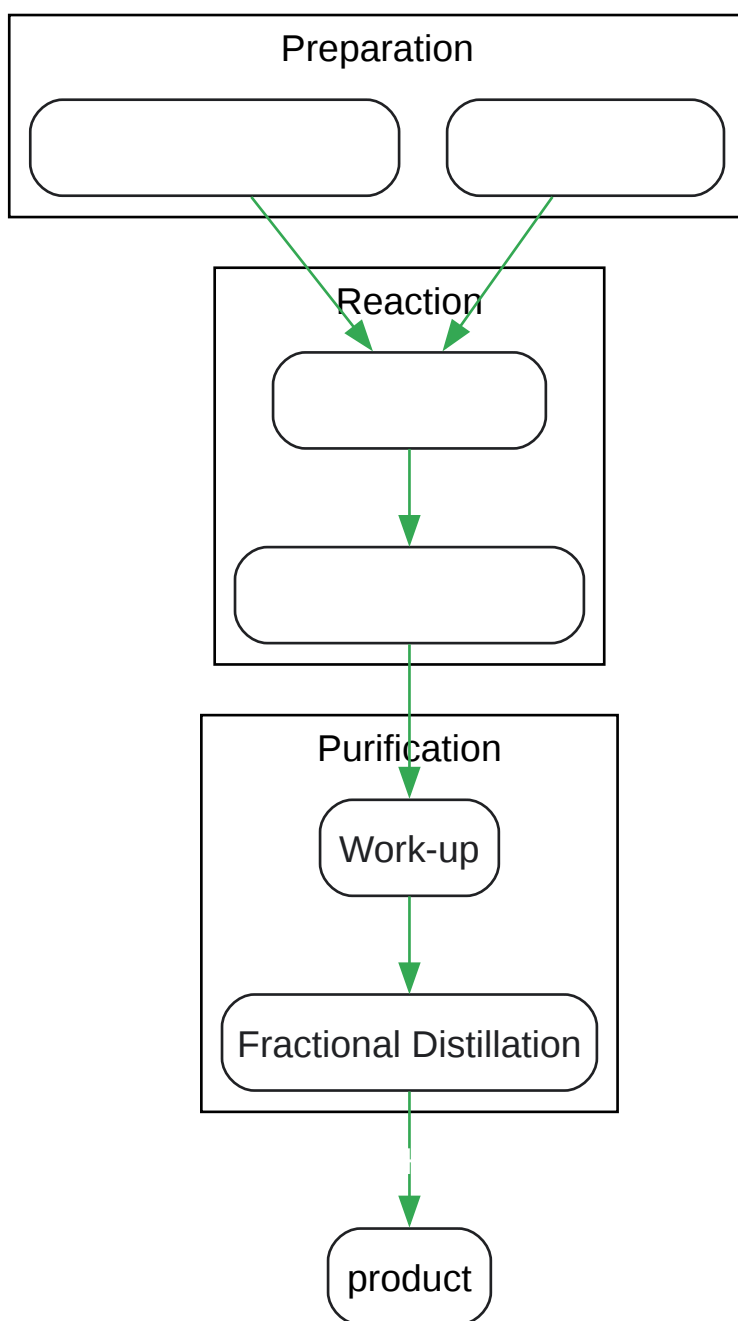 Preparation
Reaction
Purification
Work-up
Fractional Distillation
product